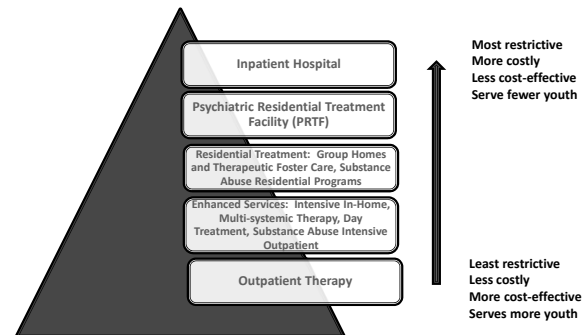 Inpatient Hospital
Psychiatric Residential Treatment
Facility (PRTF)
Residential Treatment:  Group Homes
and Therapeutic Foster Care, Substance
Abuse Residential Programs
Enhanced Services:  Intensive In-Home,
Multi-systemic Therapy, Day
Treatment, Substance Abuse Intensive
Outpatient
Outpatient Therapy
Most restrictive
More costly
Less cost-effective
Serve fewer youth
Least restrictive
Less costly
More cost-effective
Serves more youth